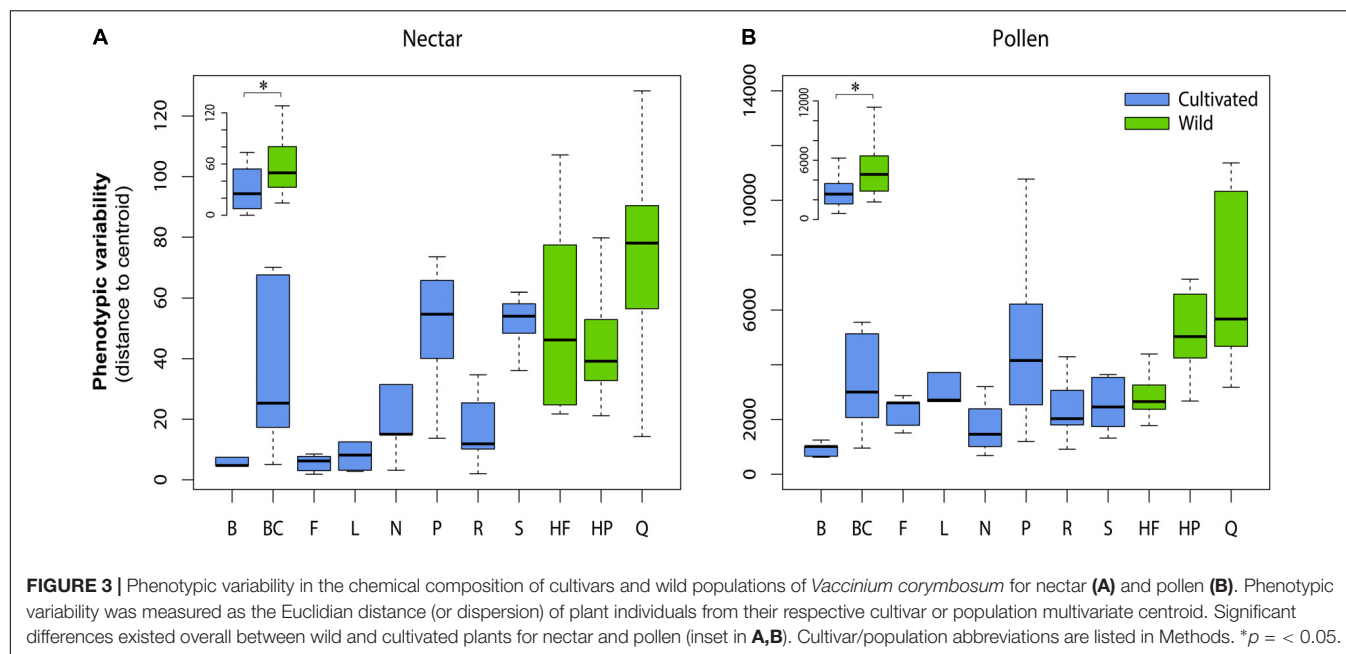 A
Nectar
B
Pollen
Phenotypic variability
(distance to centroid)
0 20 40 60 80 100 120
0 60 120
*
B BC F L N P R S HF HP Q
0 2000 4000 6000 10000 14000
0 6000 12000
*
Cultivated
Wild
B BC F L N P R S HF HP Q
FIGURE 3 | Phenotypic variability in the chemical composition of cultivars and wild populations of Vaccinium corymbosum for nectar (A) and pollen (B). Phenotypic
variability was measured as the Euclidian distance (or dispersion) of plant individuals from their respective cultivar or population multivariate centroid. Significant
differences existed overall between wild and cultivated plants for nectar and pollen (inset in A,B). Cultivar/population abbreviations are listed in Methods. *p = < 0.05.